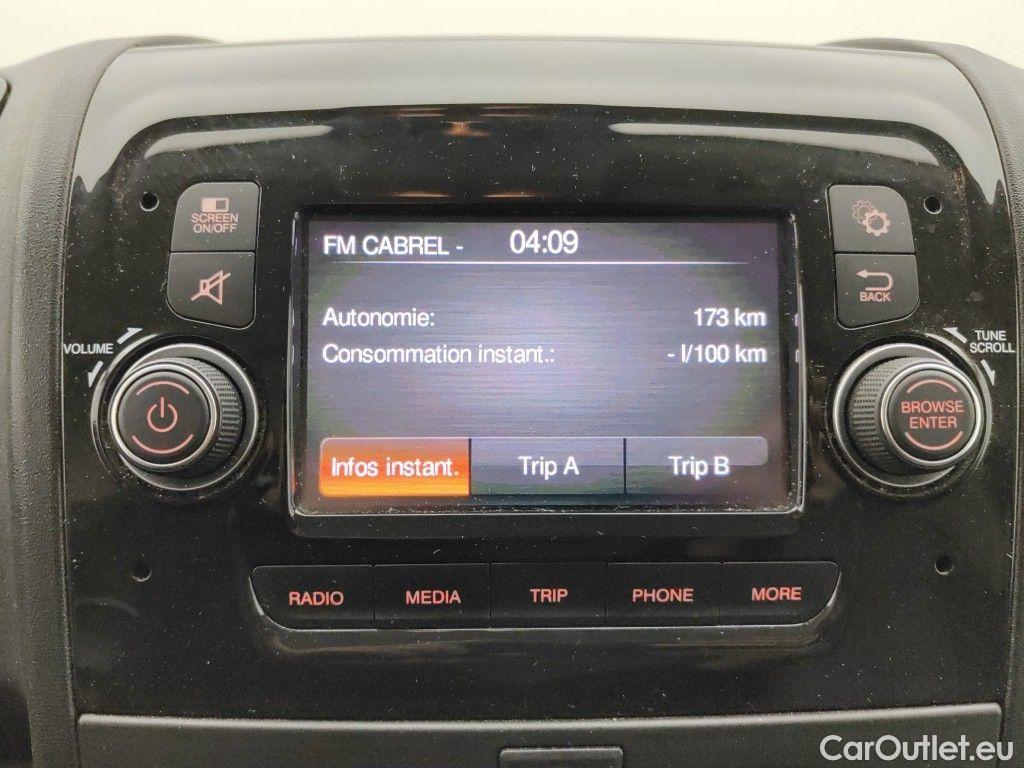 SCREEN
ON/OFF
FM CABREL - 04:09
Autonomie: 173 km
Consommation instant.: - l/100 km
Infos instant. Trip A Trip B
VOLUME
BACK
TUNE
SCROLL
BROWSE
ENTER
RADIO MEDIA TRIP PHONE MORE
CarOutlet.eu